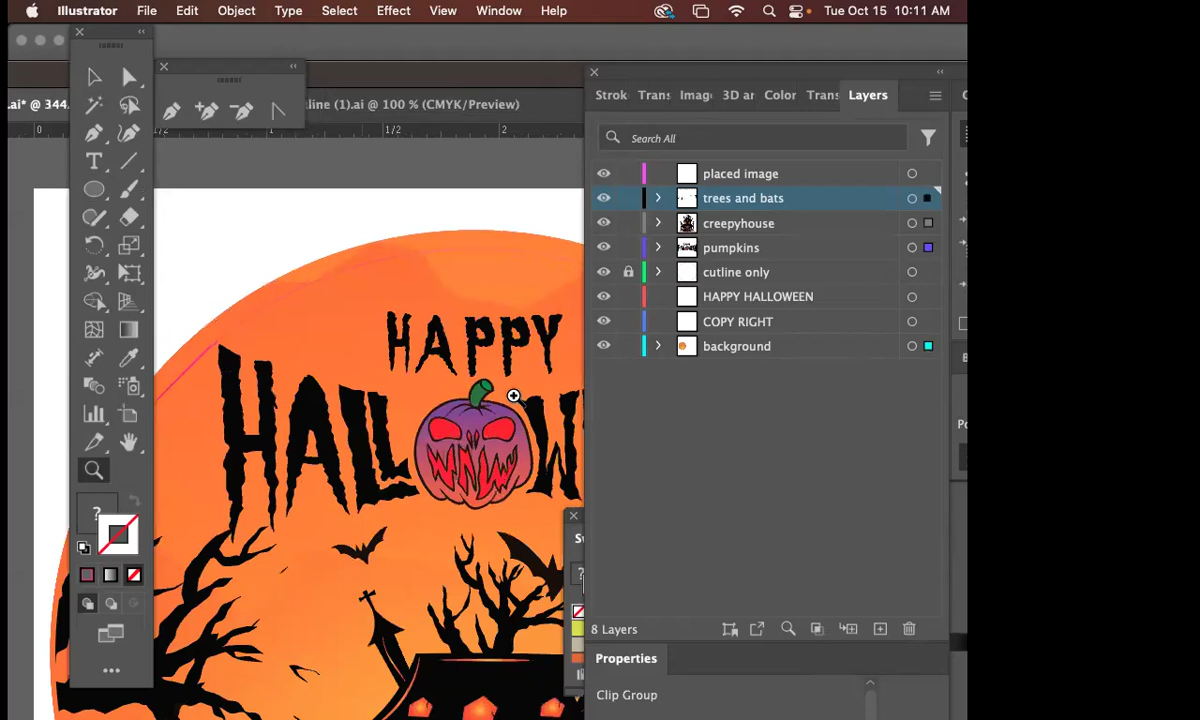 Illustrator File Edit Object Type Select Effect View Window Help Tue Oct 15 10:11 AM
.ai* @ 344. line (1).ai @ 100 % (CMYK/Preview)
0 1/2 1/2 2
Strok Trans Imag 3D ar Color Trans Layers
Search All
placed image
trees and bats
creepyhouse
pumpkins
cutline only
HAPPY HALLOWEEN
COPY RIGHT
background
HAPPY
HALL W
8 Layers
Properties
Clip Group